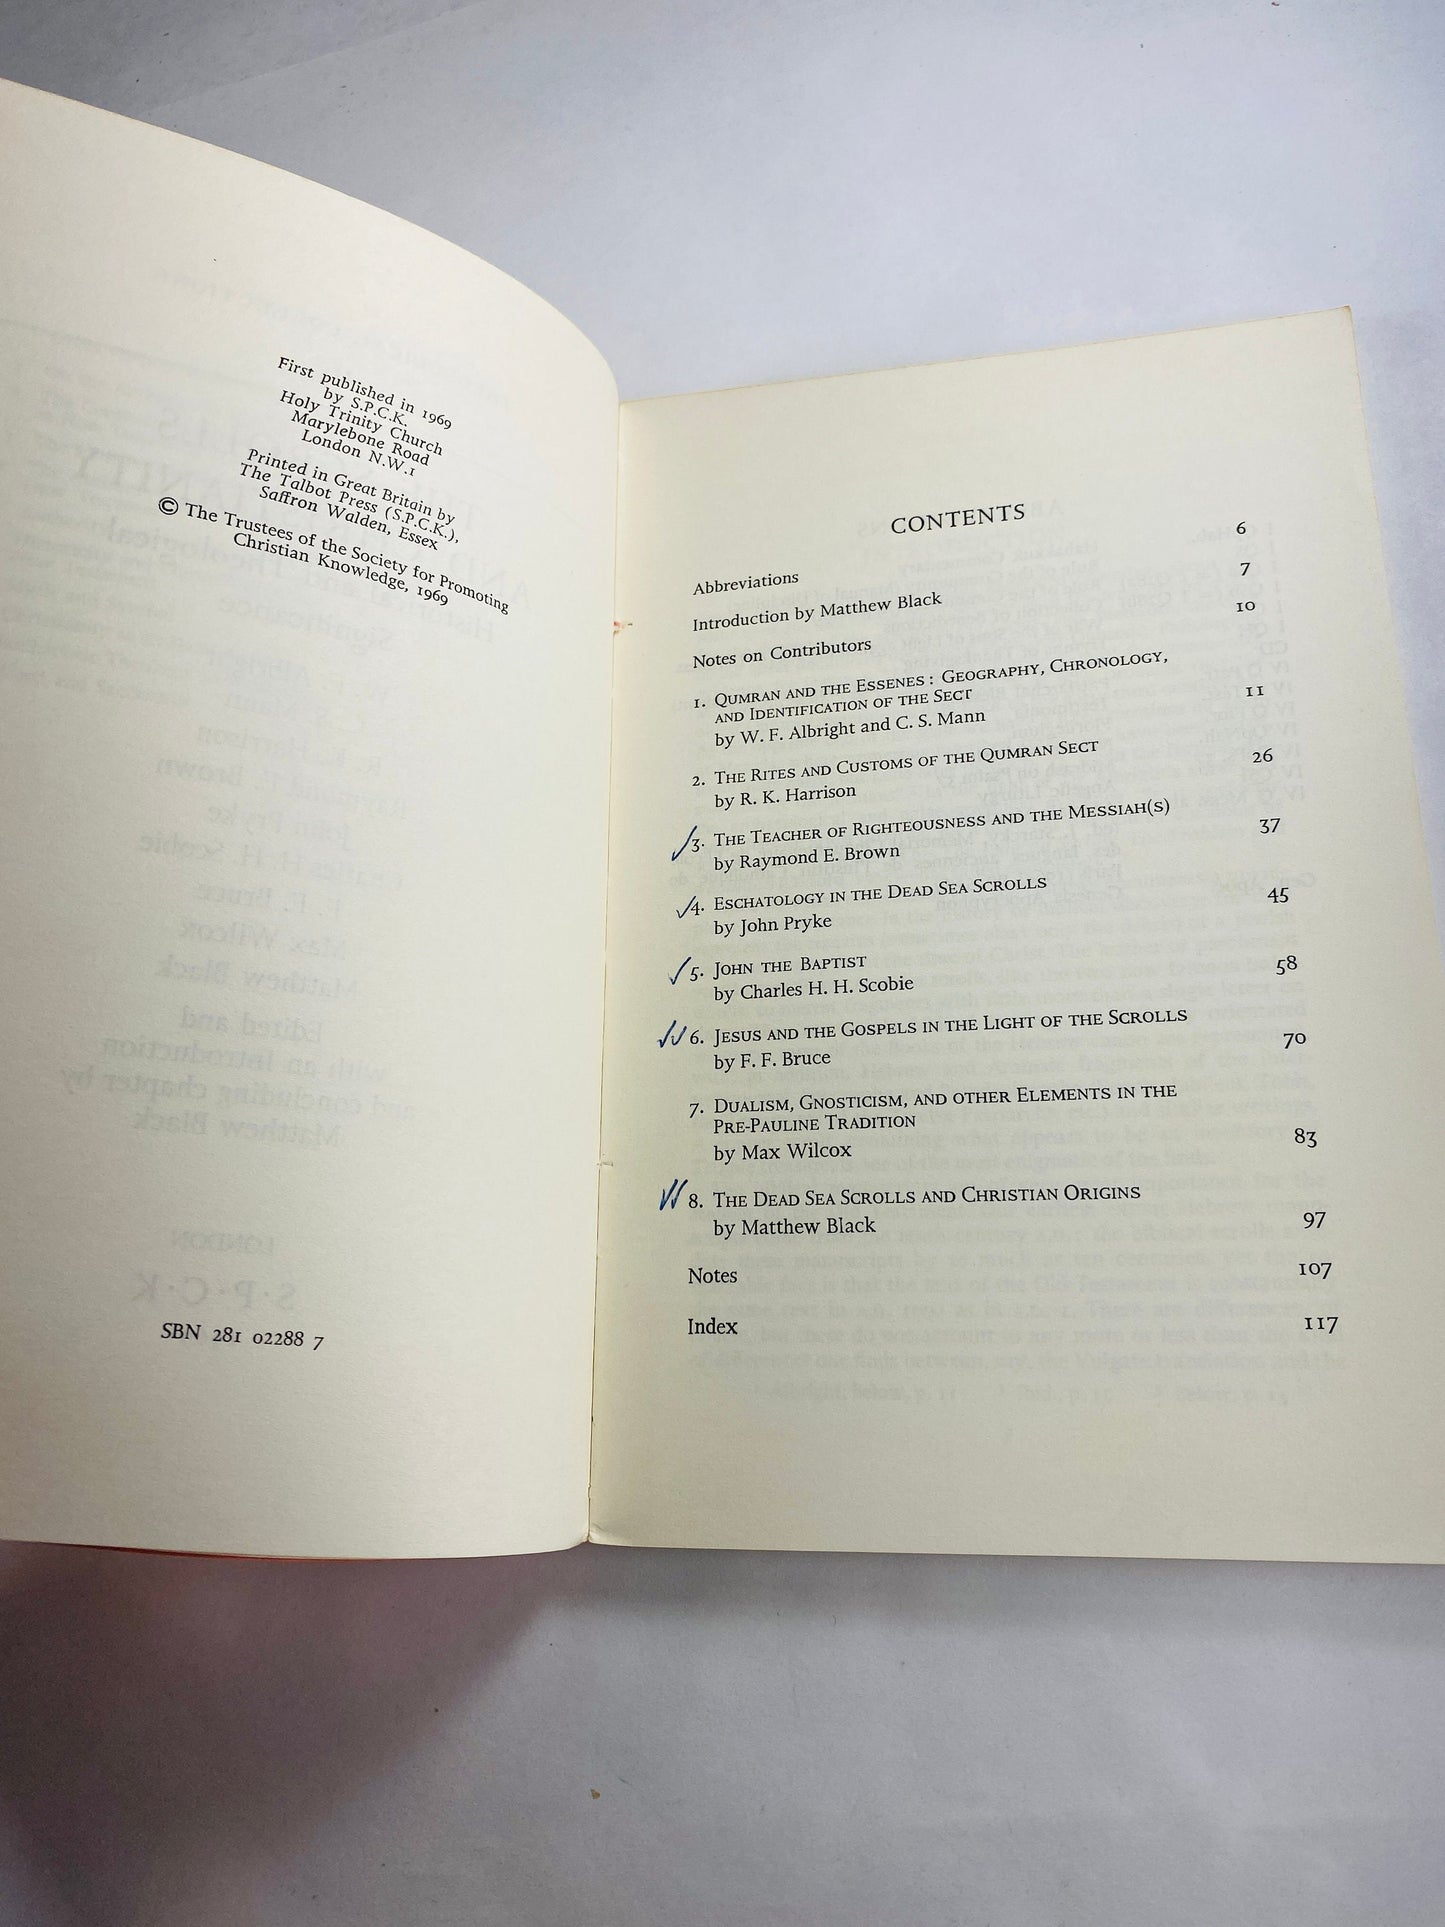 First published in 1969
by S.P.C.K.
Holy Trinity Church
Marylebone Road
London N.W.1
Printed in Great Britain by
The Talbot Press (S.P.C.K.),
Saffron Walden, Essex
© The Trustees of the Society for Promoting
Christian Knowledge, 1969
SBN 281 02288 7
CONTENTS
Abbreviations 6
Introduction by Matthew Black 7
Notes on Contributors 10
1. QUMRAN AND THE ESSENES: GEOGRAPHY, CHRONOLOGY,
AND IDENTIFICATION OF THE SECT
by W. F. Albright and C. S. Mann 11
2. THE RITES AND CUSTOMS OF THE QUMRAN SECT
by R. K. Harrison 26
3. THE TEACHER OF RIGHTEOUSNESS AND THE MESSIAH(S)
by Raymond E. Brown 37
4. ESCHATOLOGY IN THE DEAD SEA SCROLLS
by John Pryke 45
5. JOHN THE BAPTIST
by Charles H. H. Scobie 58
6. JESUS AND THE GOSPELS IN THE LIGHT OF THE SCROLLS
by F. F. Bruce 70
7. DUALISM, GNOSTICISM, AND OTHER ELEMENTS IN THE
PRE-PAULINE TRADITION
by Max Wilcox 83
8. THE DEAD SEA SCROLLS AND CHRISTIAN ORIGINS
by Matthew Black 97
Notes 107
Index 117